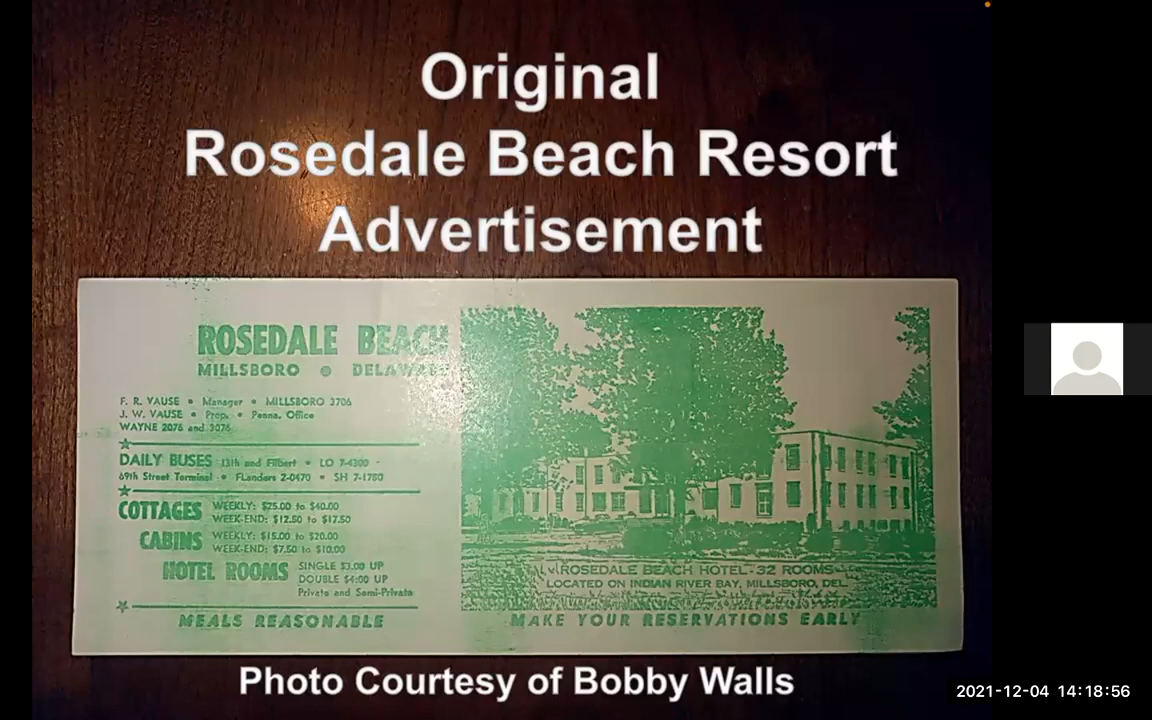 Original
Rosedale Beach Resort
Advertisement
ROSEDALE BEACH
MILLSBORO • DELAWARE
F. R. VAUSE • Manager • MILLSBORO 3706
J. W. VAUSE • Prop. • Penna. Office
WAYNE 2076 and 3076
DAILY BUSES 13th and Filbert • LO 7-4300
69th Street Terminal • FLanders 2-0470 • SH 7-1780
COTTAGES WEEKLY: $25.00 to $40.00
WEEK-END: $12.50 to $17.50
CABINS WEEKLY: $15.00 to $20.00
WEEK-END: $7.50 to $10.00
HOTEL ROOMS SINGLE $3.00 UP
DOUBLE $4:00 UP
Private and Semi-Private
MEALS REASONABLE
ROSEDALE BEACH HOTEL - 32 ROOMS
LOCATED ON INDIAN RIVER BAY, MILLSBORO, DEL.
MAKE YOUR RESERVATIONS EARLY
Photo Courtesy of Bobby Walls
2021-12-04 14:18:56